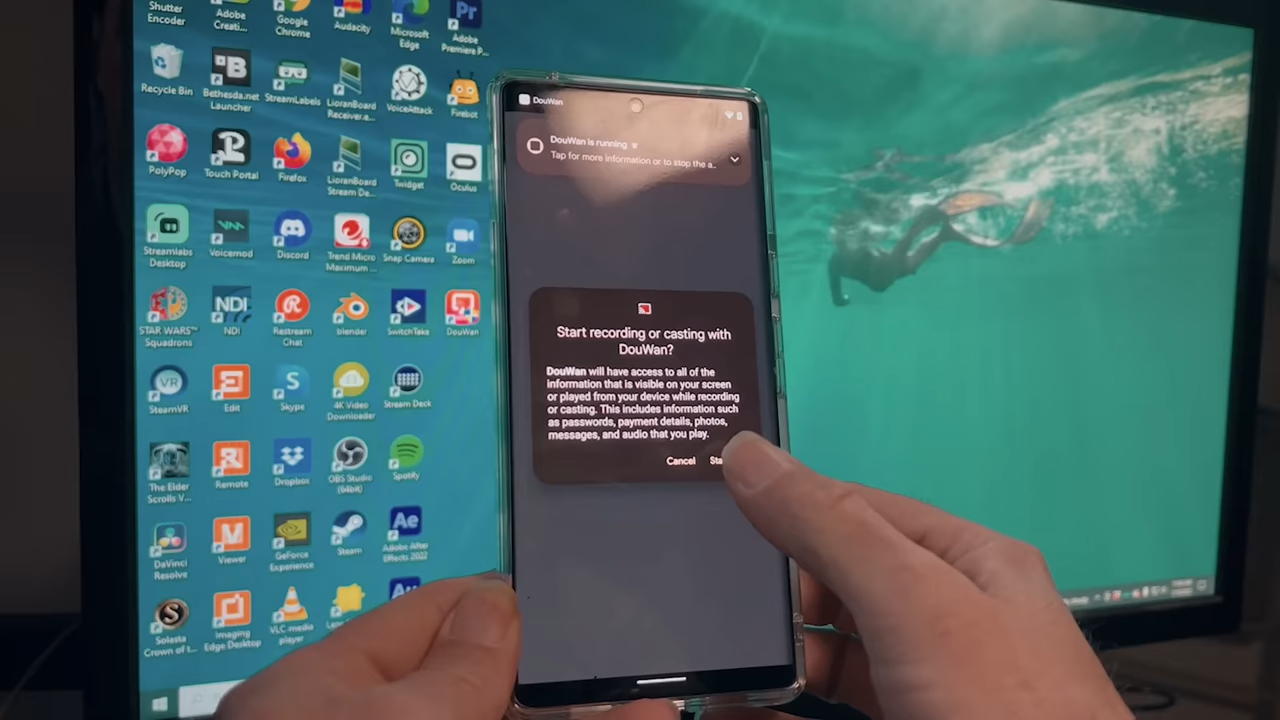 Shutter
Encoder
Adobe
Creati...
Google
Chrome
Audacity
Microsoft
Edge
Pr
Adobe
Premiere P...
Recycle Bin
B
Bethesda.net
Launcher
StreamLabels
LioranBoard
Receiver.e...
VoiceAttack
Firebot
PolyPop
Touch Portal
Firefox
LioranBoard
Stream De...
Twidget
Oculus
Streamlabs
Desktop
Voicemod
Discord
Trend Micro
Maximum ...
Snap Camera
Zoom
STAR WARS™
Squadrons
NDI
NDI
Restream
Chat
blender
SwitchTake
DouWan
VR
SteamVR
Edit
S
Skype
4K Video
Downloader
Stream Deck
The Elder
Scrolls V...
Remote
Dropbox
OBS Studio
(64bit)
Spotify
DaVinci
Resolve
Viewer
GeForce
Experience
Steam
Ae
Adobe After
Effects 2022
Solasta
Crown of t...
Imaging
Edge Desktop
VLC media
player
DouWan
DouWan is running
Tap for more information or to stop the a..
Start recording or casting with
DouWan?
DouWan will have access to all of the
information that is visible on your screen
or played from your device while recording
or casting. This includes information such
as passwords, payment details, photos,
messages, and audio that you play.
Cancel